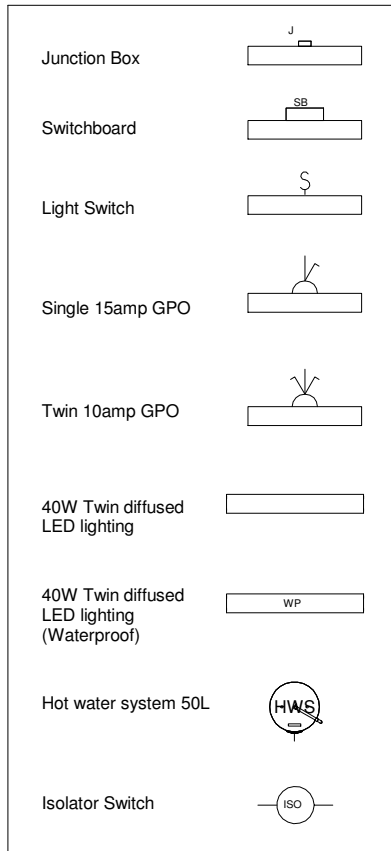 J
Junction Box
SB
Switchboard
Light Switch
Single 15amp GPO
Twin 10amp GPO
40W Twin diffused
LED lighting
40W Twin diffused
LED lighting
(Waterproof)
WP
Hot water system 50L
HWS
Isolator Switch
ISO